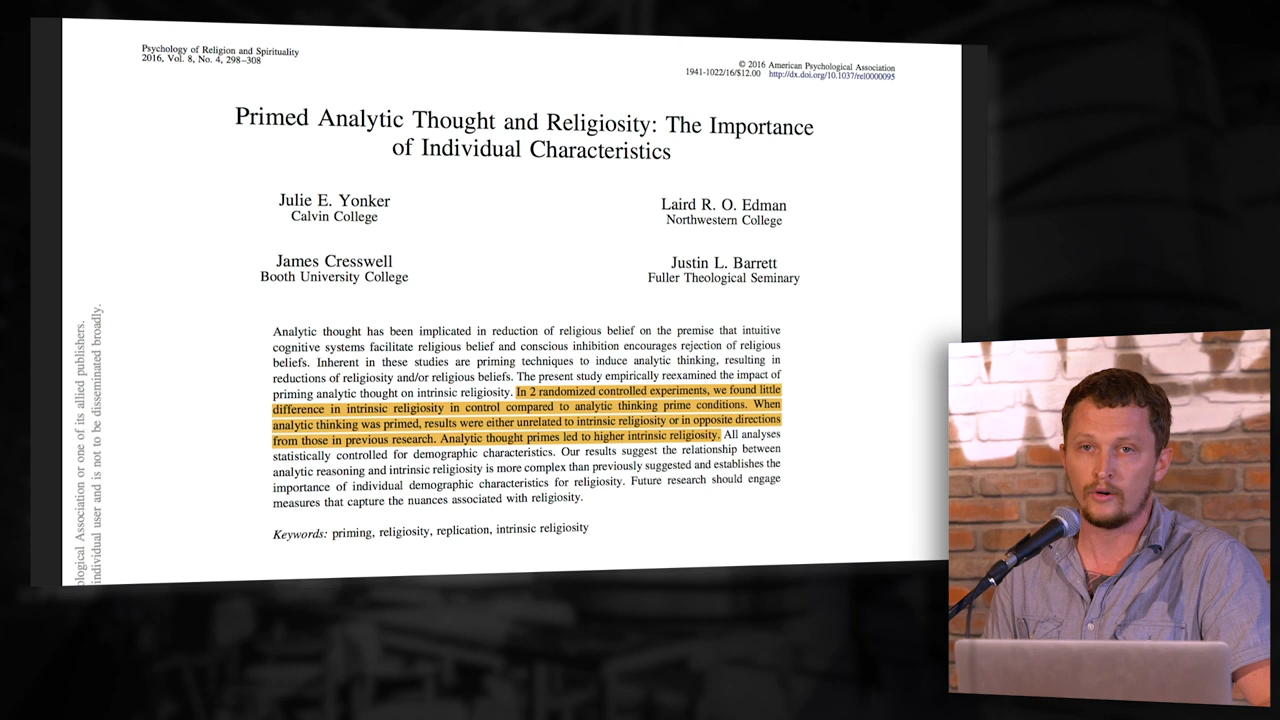 Psychology of Religion and Spirituality
2016, Vol. 8, No. 4, 298–308
© 2016 American Psychological Association
1941-1022/16/$12.00 http://dx.doi.org/10.1037/rel0000095
Primed Analytic Thought and Religiosity: The Importance
of Individual Characteristics
Julie E. Yonker
Calvin College
Laird R. O. Edman
Northwestern College
James Cresswell
Booth University College
Justin L. Barrett
Fuller Theological Seminary
Analytic thought has been implicated in reduction of religious belief on the premise that intuitive
cognitive systems facilitate religious belief and conscious inhibition encourages rejection of religious
beliefs. Inherent in these studies are priming techniques to induce analytic thinking, resulting in
reductions of religiosity and/or religious beliefs. The present study empirically reexamined the impact of
priming analytic thought on intrinsic religiosity. In 2 randomized controlled experiments, we found little
difference in intrinsic religiosity in control compared to analytic thinking prime conditions. When
analytic thinking was primed, results were either unrelated to intrinsic religiosity or in opposite directions
from those in previous research. Analytic thought primes led to higher intrinsic religiosity. All analyses
statistically controlled for demographic characteristics. Our results suggest the relationship between
analytic reasoning and intrinsic religiosity is more complex than previously suggested and establishes the
importance of individual demographic characteristics for religiosity. Future research should engage
measures that capture the nuances associated with religiosity.
Keywords: priming, religiosity, replication, intrinsic religiosity
Association or one of its allied publishers.
individual user and is not to be disseminated broadly.